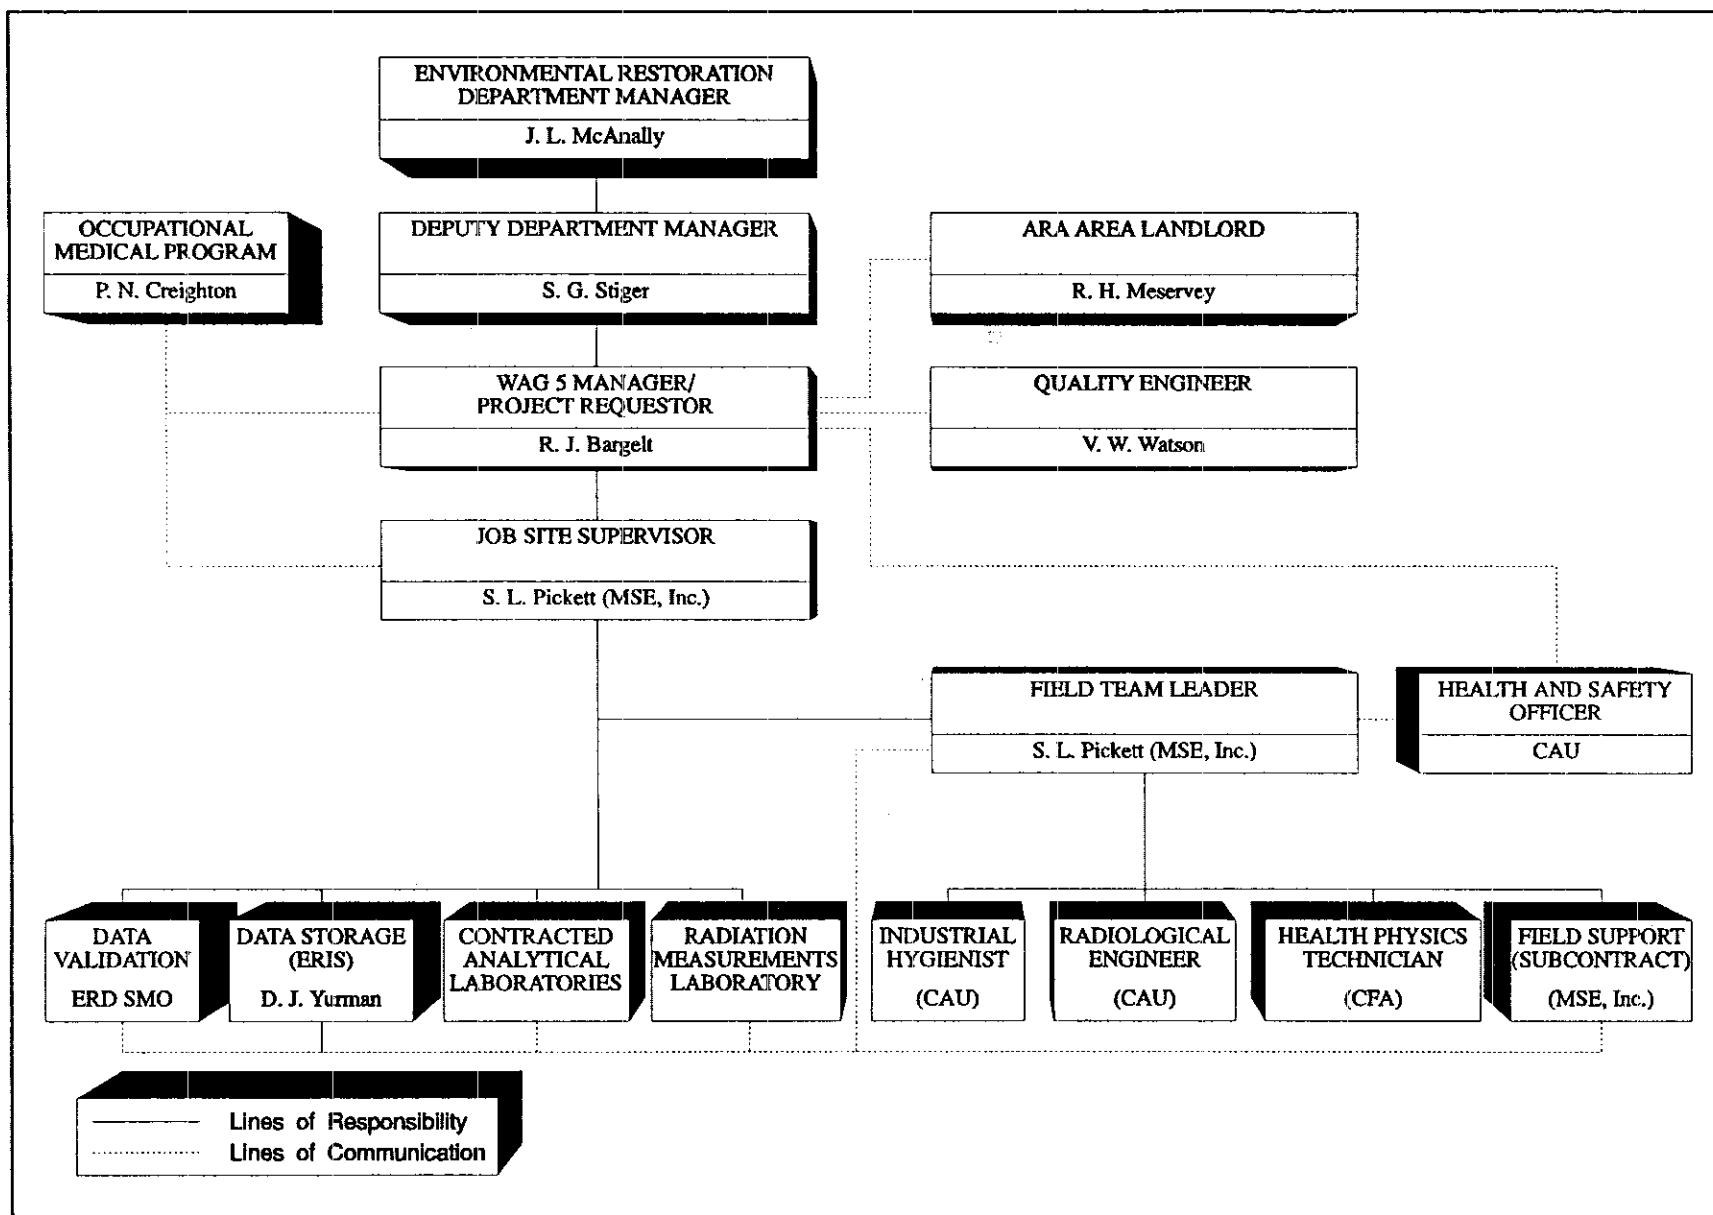 ENVIRONMENTAL RESTORATION
DEPARTMENT MANAGER
J. L. McAnally
OCCUPATIONAL
MEDICAL PROGRAM
P. N. Creighton
DEPUTY DEPARTMENT MANAGER
S. G. Stiger
ARA AREA LANDLORD
R. H. Meservey
WAG 5 MANAGER/
PROJECT REQUESTOR
R. J. Bargelt
QUALITY ENGINEER
V. W. Watson
JOB SITE SUPERVISOR
S. L. Pickett (MSE, Inc.)
FIELD TEAM LEADER
S. L. Pickett (MSE, Inc.)
HEALTH AND SAFETY
OFFICER
CAU
DATA
VALIDATION
ERD SMO
DATA STORAGE
(ERIS)
D. J. Yurman
CONTRACTED
ANALYTICAL
LABORATORIES
RADIATION
MEASUREMENTS
LABORATORY
INDUSTRIAL
HYGIENIST
(CAU)
RADIOLOGICAL
ENGINEER
(CAU)
HEALTH PHYSICS
TECHNICIAN
(CFA)
FIELD SUPPORT
(SUBCONTRACT)
(MSE, Inc.)
Lines of Responsibility
Lines of Communication